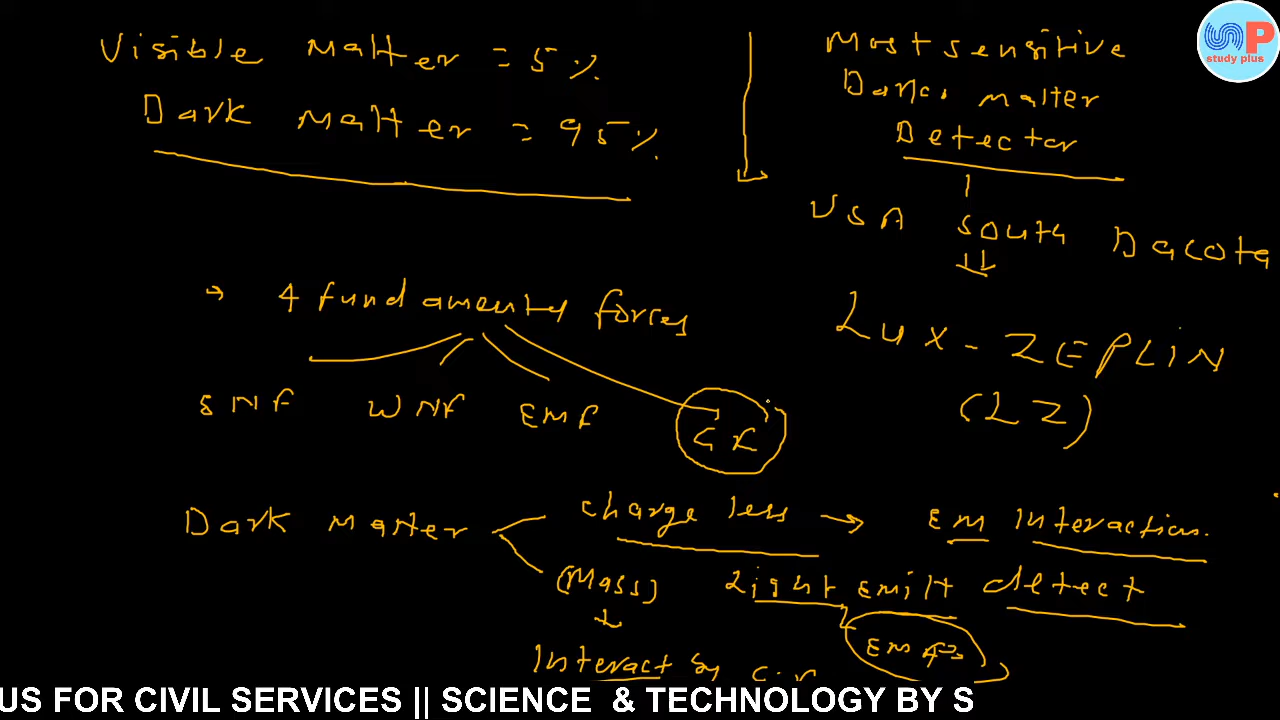 Visible Matter = 5 %
Dark Matter = 95%
→ 4 fundamental forces
SNF WNF EMF GF
Dark Matter
Charge less → EM Interaction.
(Mass) Light Emitt detect
EMF
Interact by G.F
Most sensitive
Dark matter
Detector
USA South Dacota
Lux-ZEPLIN
(LZ)
study plus
US FOR CIVIL SERVICES || SCIENCE & TECHNOLOGY BY S